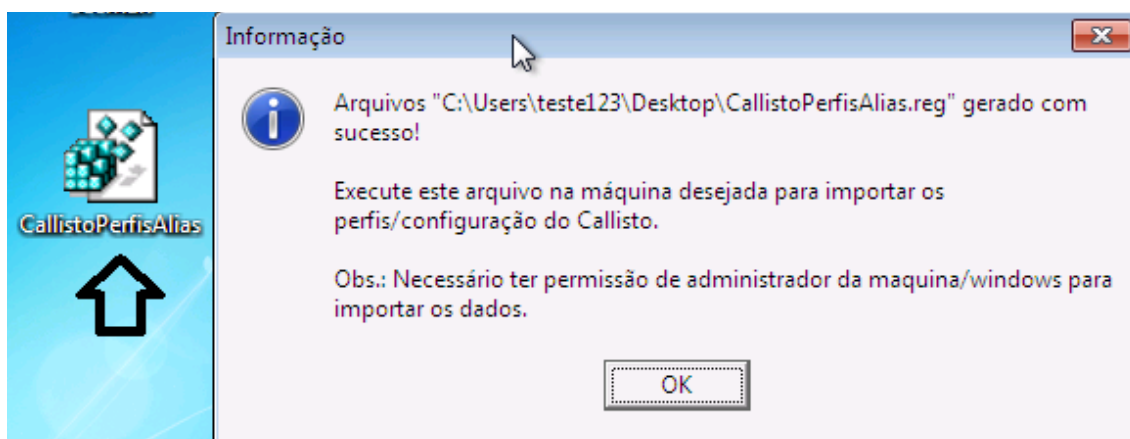 Informação
Arquivos "C:\Users\teste123\Desktop\CallistoPerfisAlias.reg" gerado com
sucesso!
Execute este arquivo na máquina desejada para importar os
perfis/configuração do Callisto.
Obs.: Necessário ter permissão de administrador da maquina/windows para
importar os dados.
OK
CallistoPerfisAlias